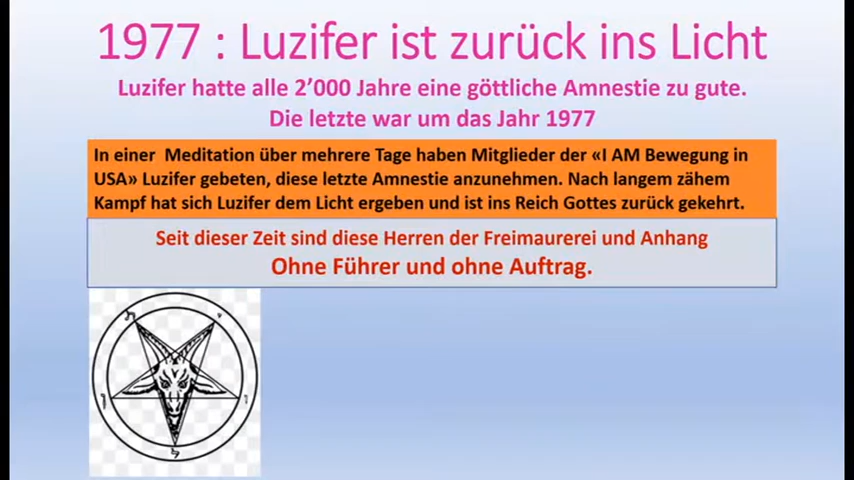 1977 : Luzifer ist zurück ins Licht
Luzifer hatte alle 2’000 Jahre eine göttliche Amnestie zu gute.
Die letzte war um das Jahr 1977
In einer Meditation über mehrere Tage haben Mitglieder der «I AM Bewegung in
USA» Luzifer gebeten, diese letzte Amnestie anzunehmen. Nach langem zähem
Kampf hat sich Luzifer dem Licht ergeben und ist ins Reich Gottes zurück gekehrt.
Seit dieser Zeit sind diese Herren der Freimaurerei und Anhang
Ohne Führer und ohne Auftrag.